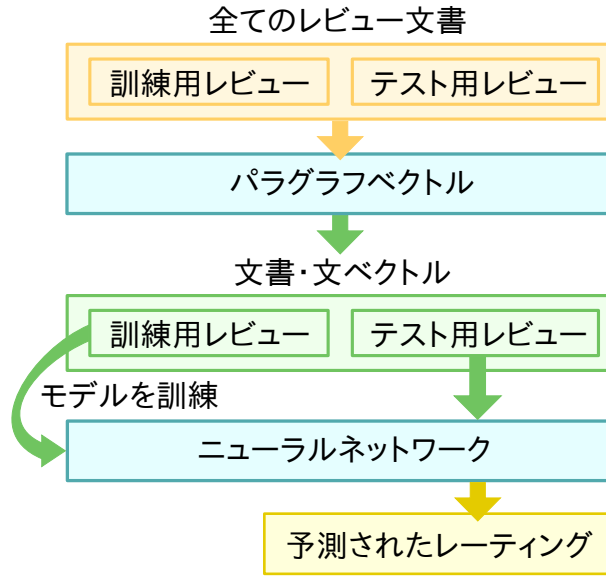 全てのレビュー文書
訓練用レビュー
テスト用レビュー
パラグラフベクトル
文書・文ベクトル
訓練用レビュー
テスト用レビュー
モデルを訓練
ニューラルネットワーク
予測されたレーティング